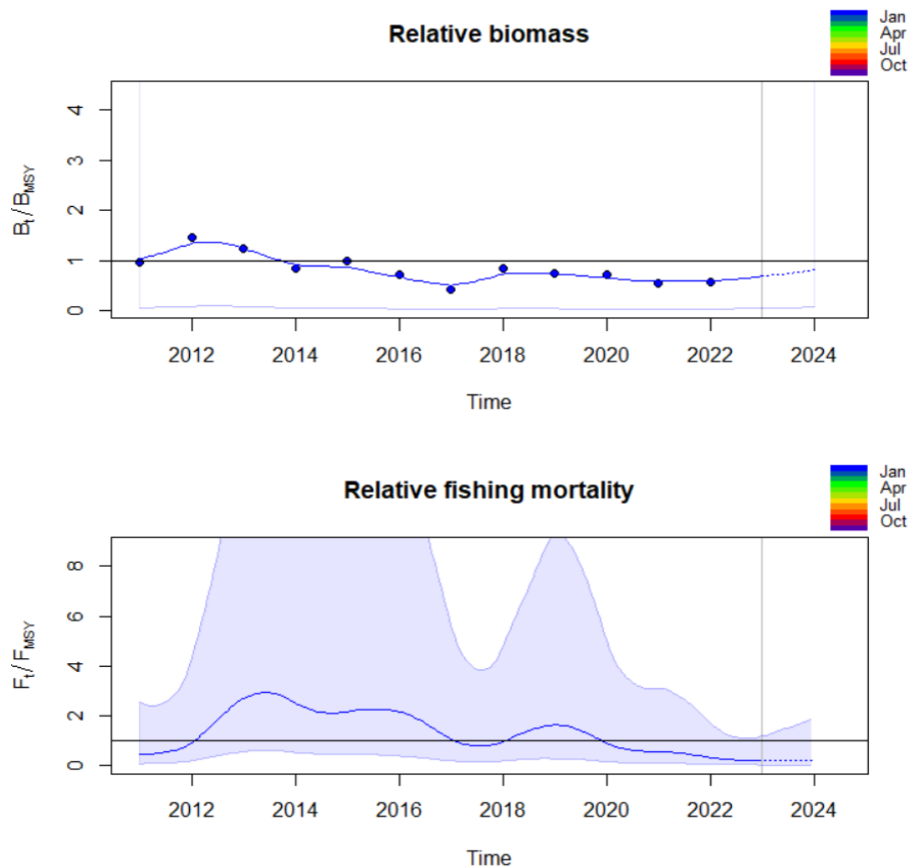 Relative biomass
Jan
Apr
Jul
Oct
Bt/BMSY
4
3
2
1
0
2012 2014 2016 2018 2020 2022 2024
Time
Relative fishing mortality
Jan
Apr
Jul
Oct
Ft/FMSY
8
6
4
2
0
2012 2014 2016 2018 2020 2022 2024
Time